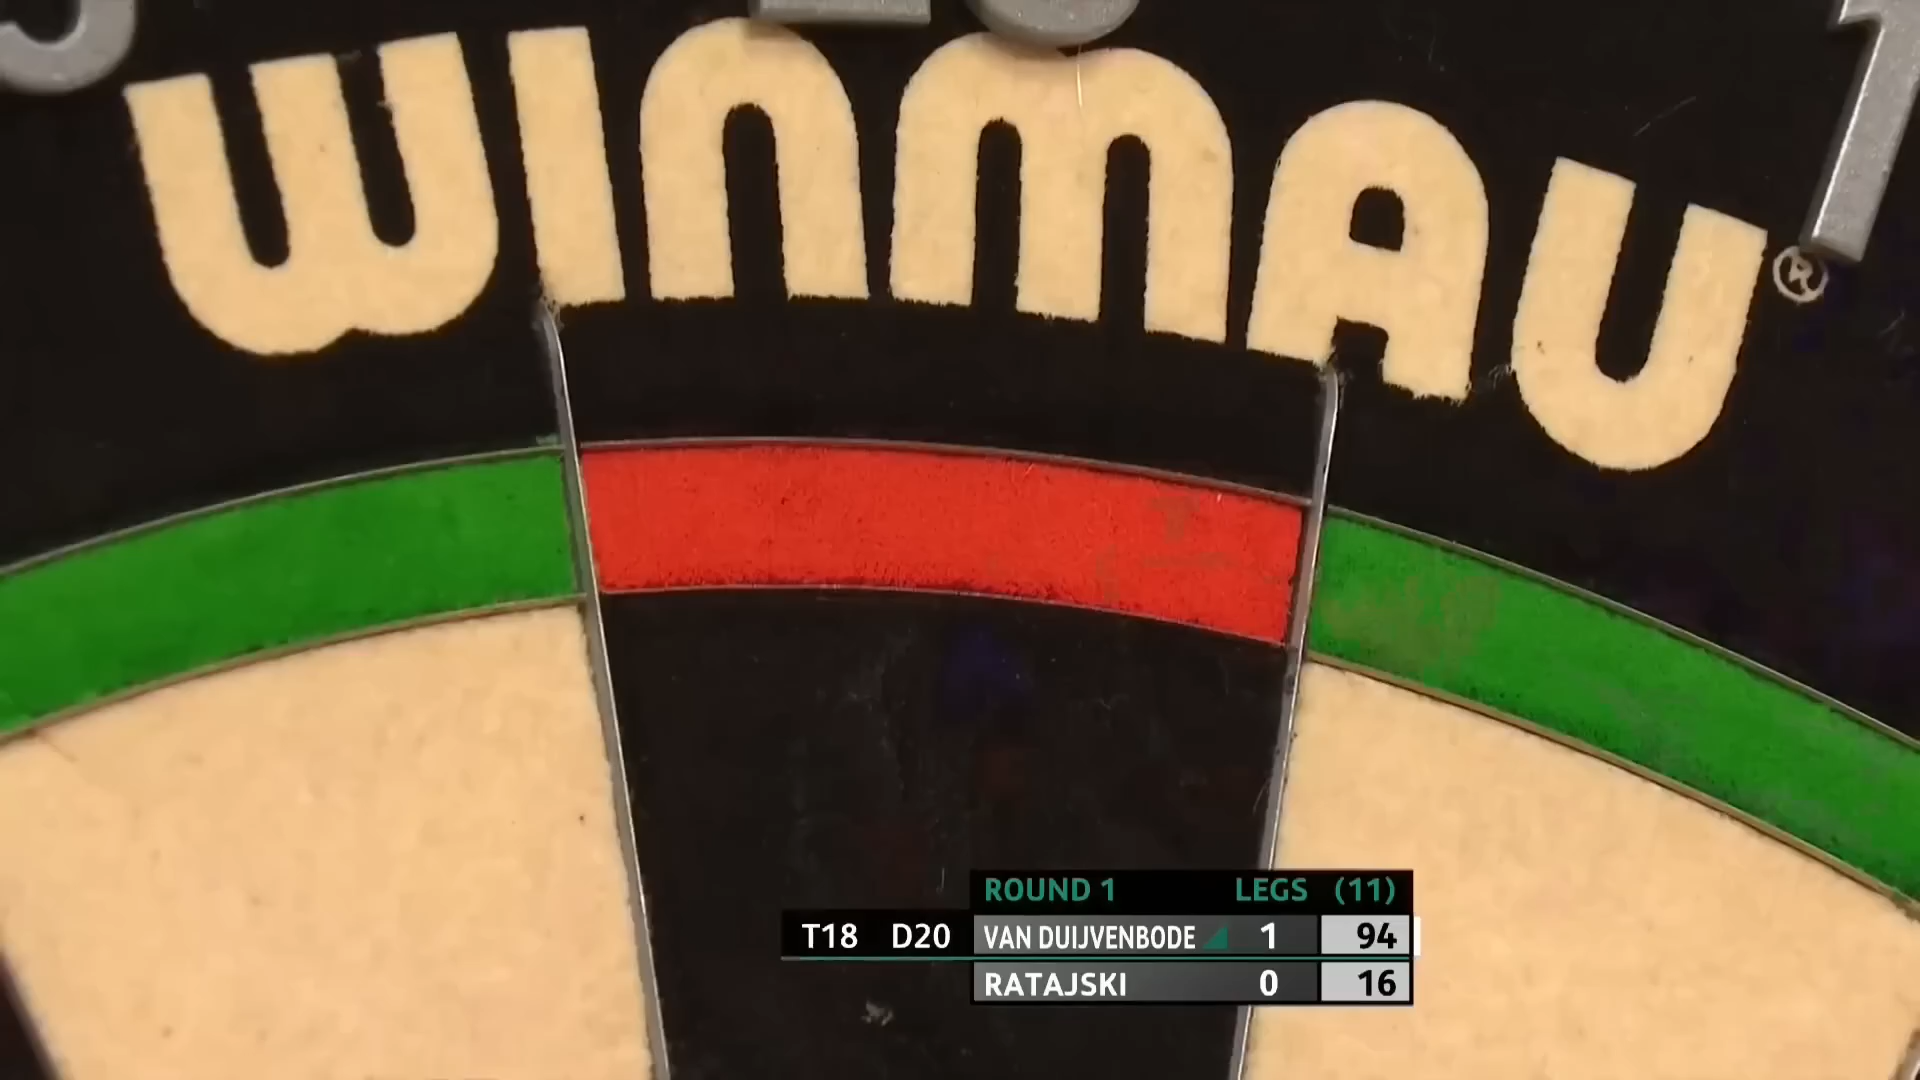 WINMAU®
ROUND 1 LEGS (11)
T18 D20 VAN DUIJVENBODE 1 94
RATAJSKI 0 16